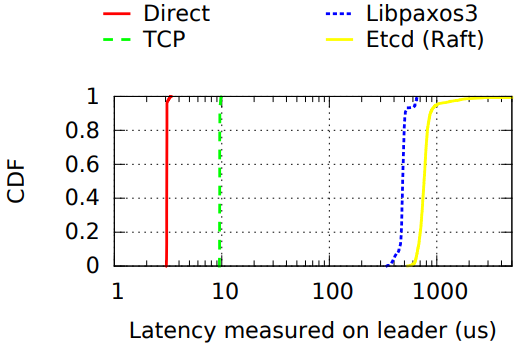 Direct
TCP
Libpaxos3
Etcd (Raft)
CDF
1
0.8
0.6
0.4
0.2
0
1
10
100
1000
Latency measured on leader (us)